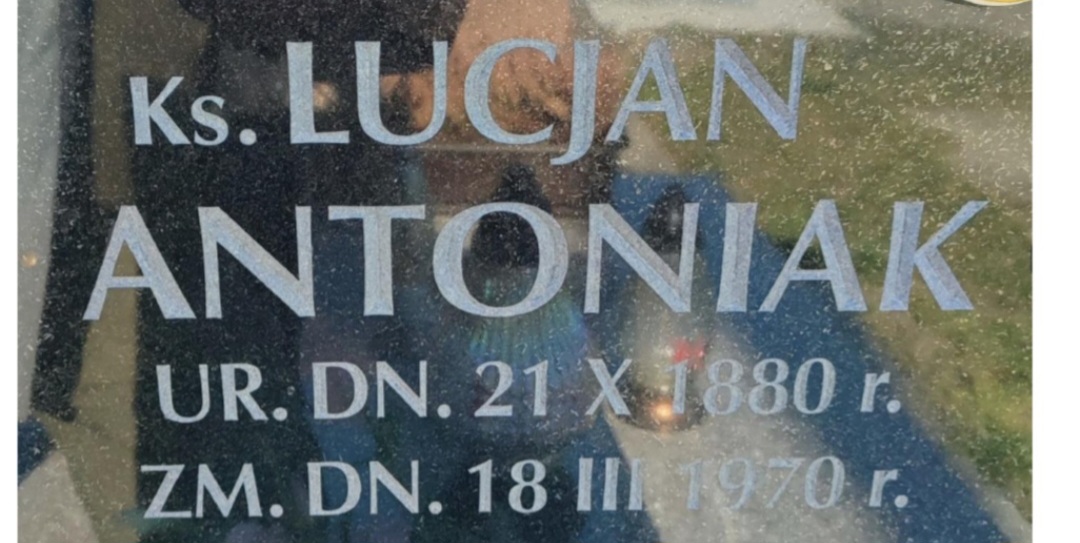 Ks. LUCJAN
ANTONIAK
UR. DN. 21 X 1880 r.
ZM. DN. 18 III 1970 r.